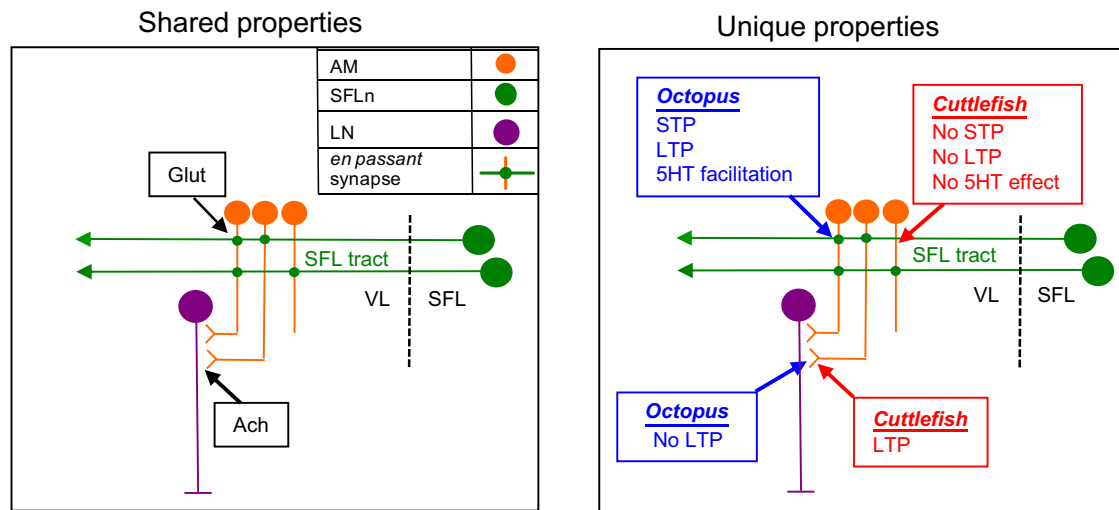 Shared properties
AM
SFLn
LN
en passant
synapse
Glut
SFL tract
VL
SFL
Ach
Unique properties
Octopus
STP
LTP
5HT facilitation
Cuttlefish
No STP
No LTP
No 5HT effect
SFL tract
VL
SFL
Octopus
No LTP
Cuttlefish
LTP